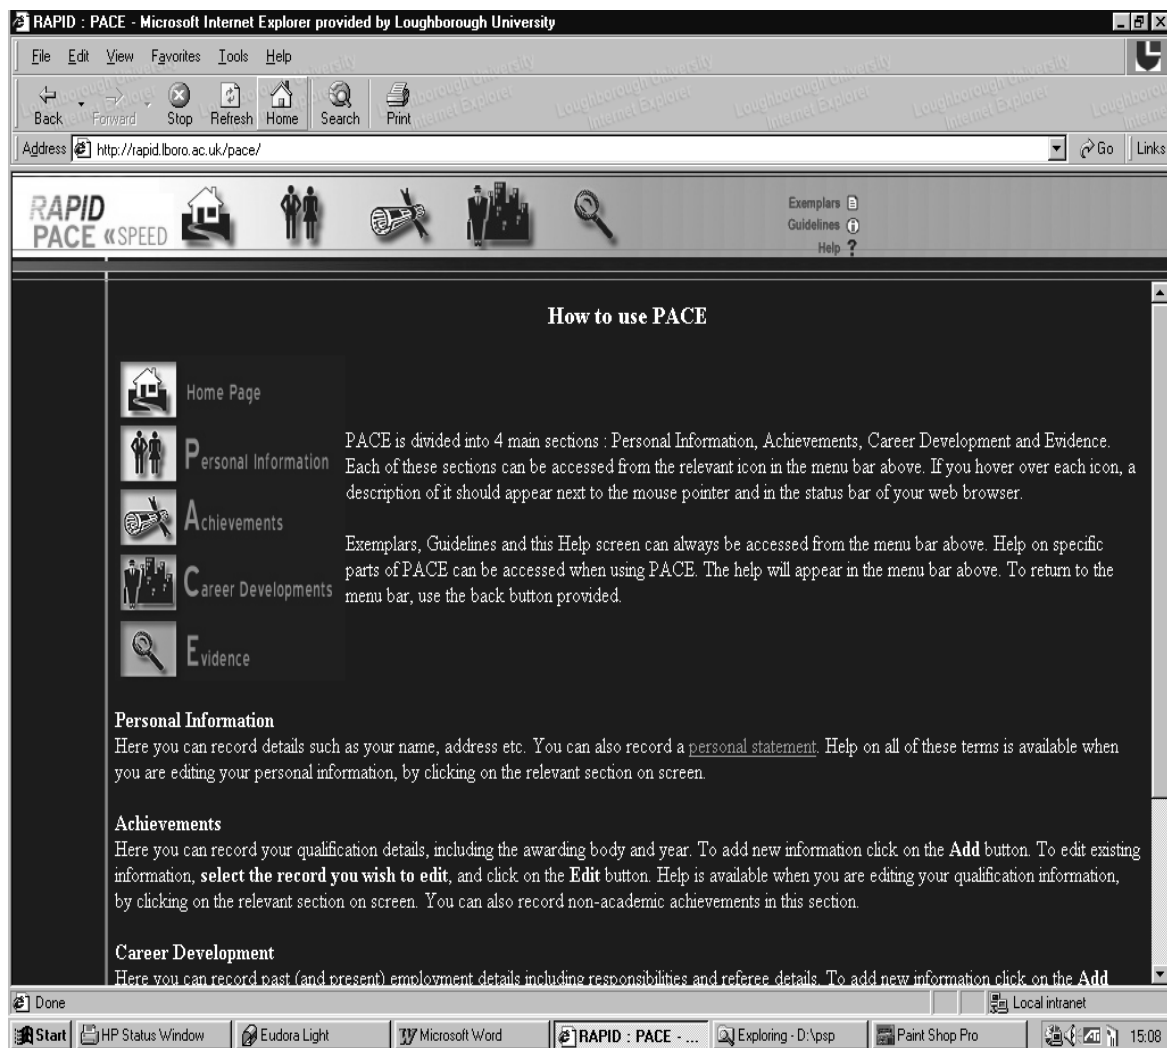 RAPID : PACE - Microsoft Internet Explorer provided by Loughborough University
File Edit View Favorites Tools Help
Back Forward Stop Refresh Home Search Print
Address http://rapid.lboro.ac.uk/pace/ Go Links
RAPID
PACE «SPEED
Exemplars
Guidelines
Help ?
How to use PACE
Home Page
Personal Information
Achievements
Career Developments
Evidence
PACE is divided into 4 main sections : Personal Information, Achievements, Career Development and Evidence.
Each of these sections can be accessed from the relevant icon in the menu bar above. If you hover over each icon, a
description of it should appear next to the mouse pointer and in the status bar of your web browser.
Exemplars, Guidelines and this Help screen can always be accessed from the menu bar above. Help on specific
parts of PACE can be accessed when using PACE. The help will appear in the menu bar above. To return to the
menu bar, use the back button provided.
Personal Information
Here you can record details such as your name, address etc. You can also record a personal statement. Help on all of these terms is available when
you are editing your personal information, by clicking on the relevant section on screen.
Achievements
Here you can record your qualification details, including the awarding body and year. To add new information click on the Add button. To edit existing
information, select the record you wish to edit, and click on the Edit button. Help is available when you are editing your qualification information,
by clicking on the relevant section on screen. You can also record non-academic achievements in this section.
Career Development
Here you can record past (and present) employment details including responsibilities and referee details. To add new information click on the Add
Done Local intranet
Start HP Status Window Eudora Light Microsoft Word RAPID : PACE - ... Exploring - D:\psp Paint Shop Pro 15:08